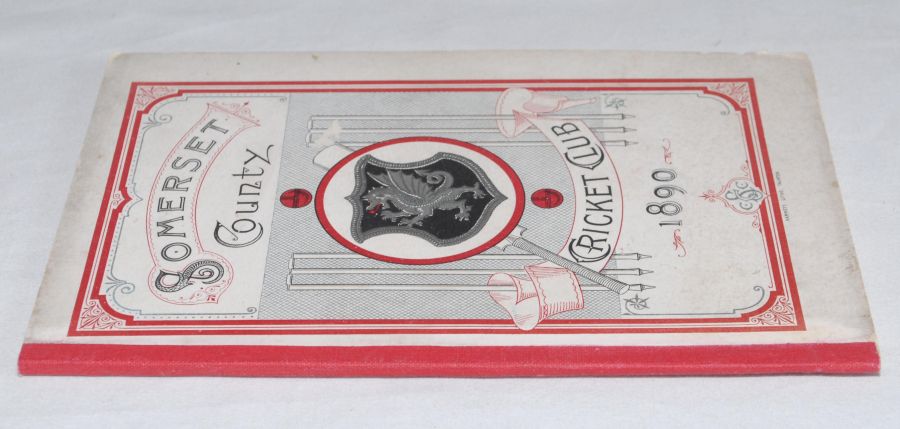 SOMERSET
COUNTY
CRICKET CLUB
1890